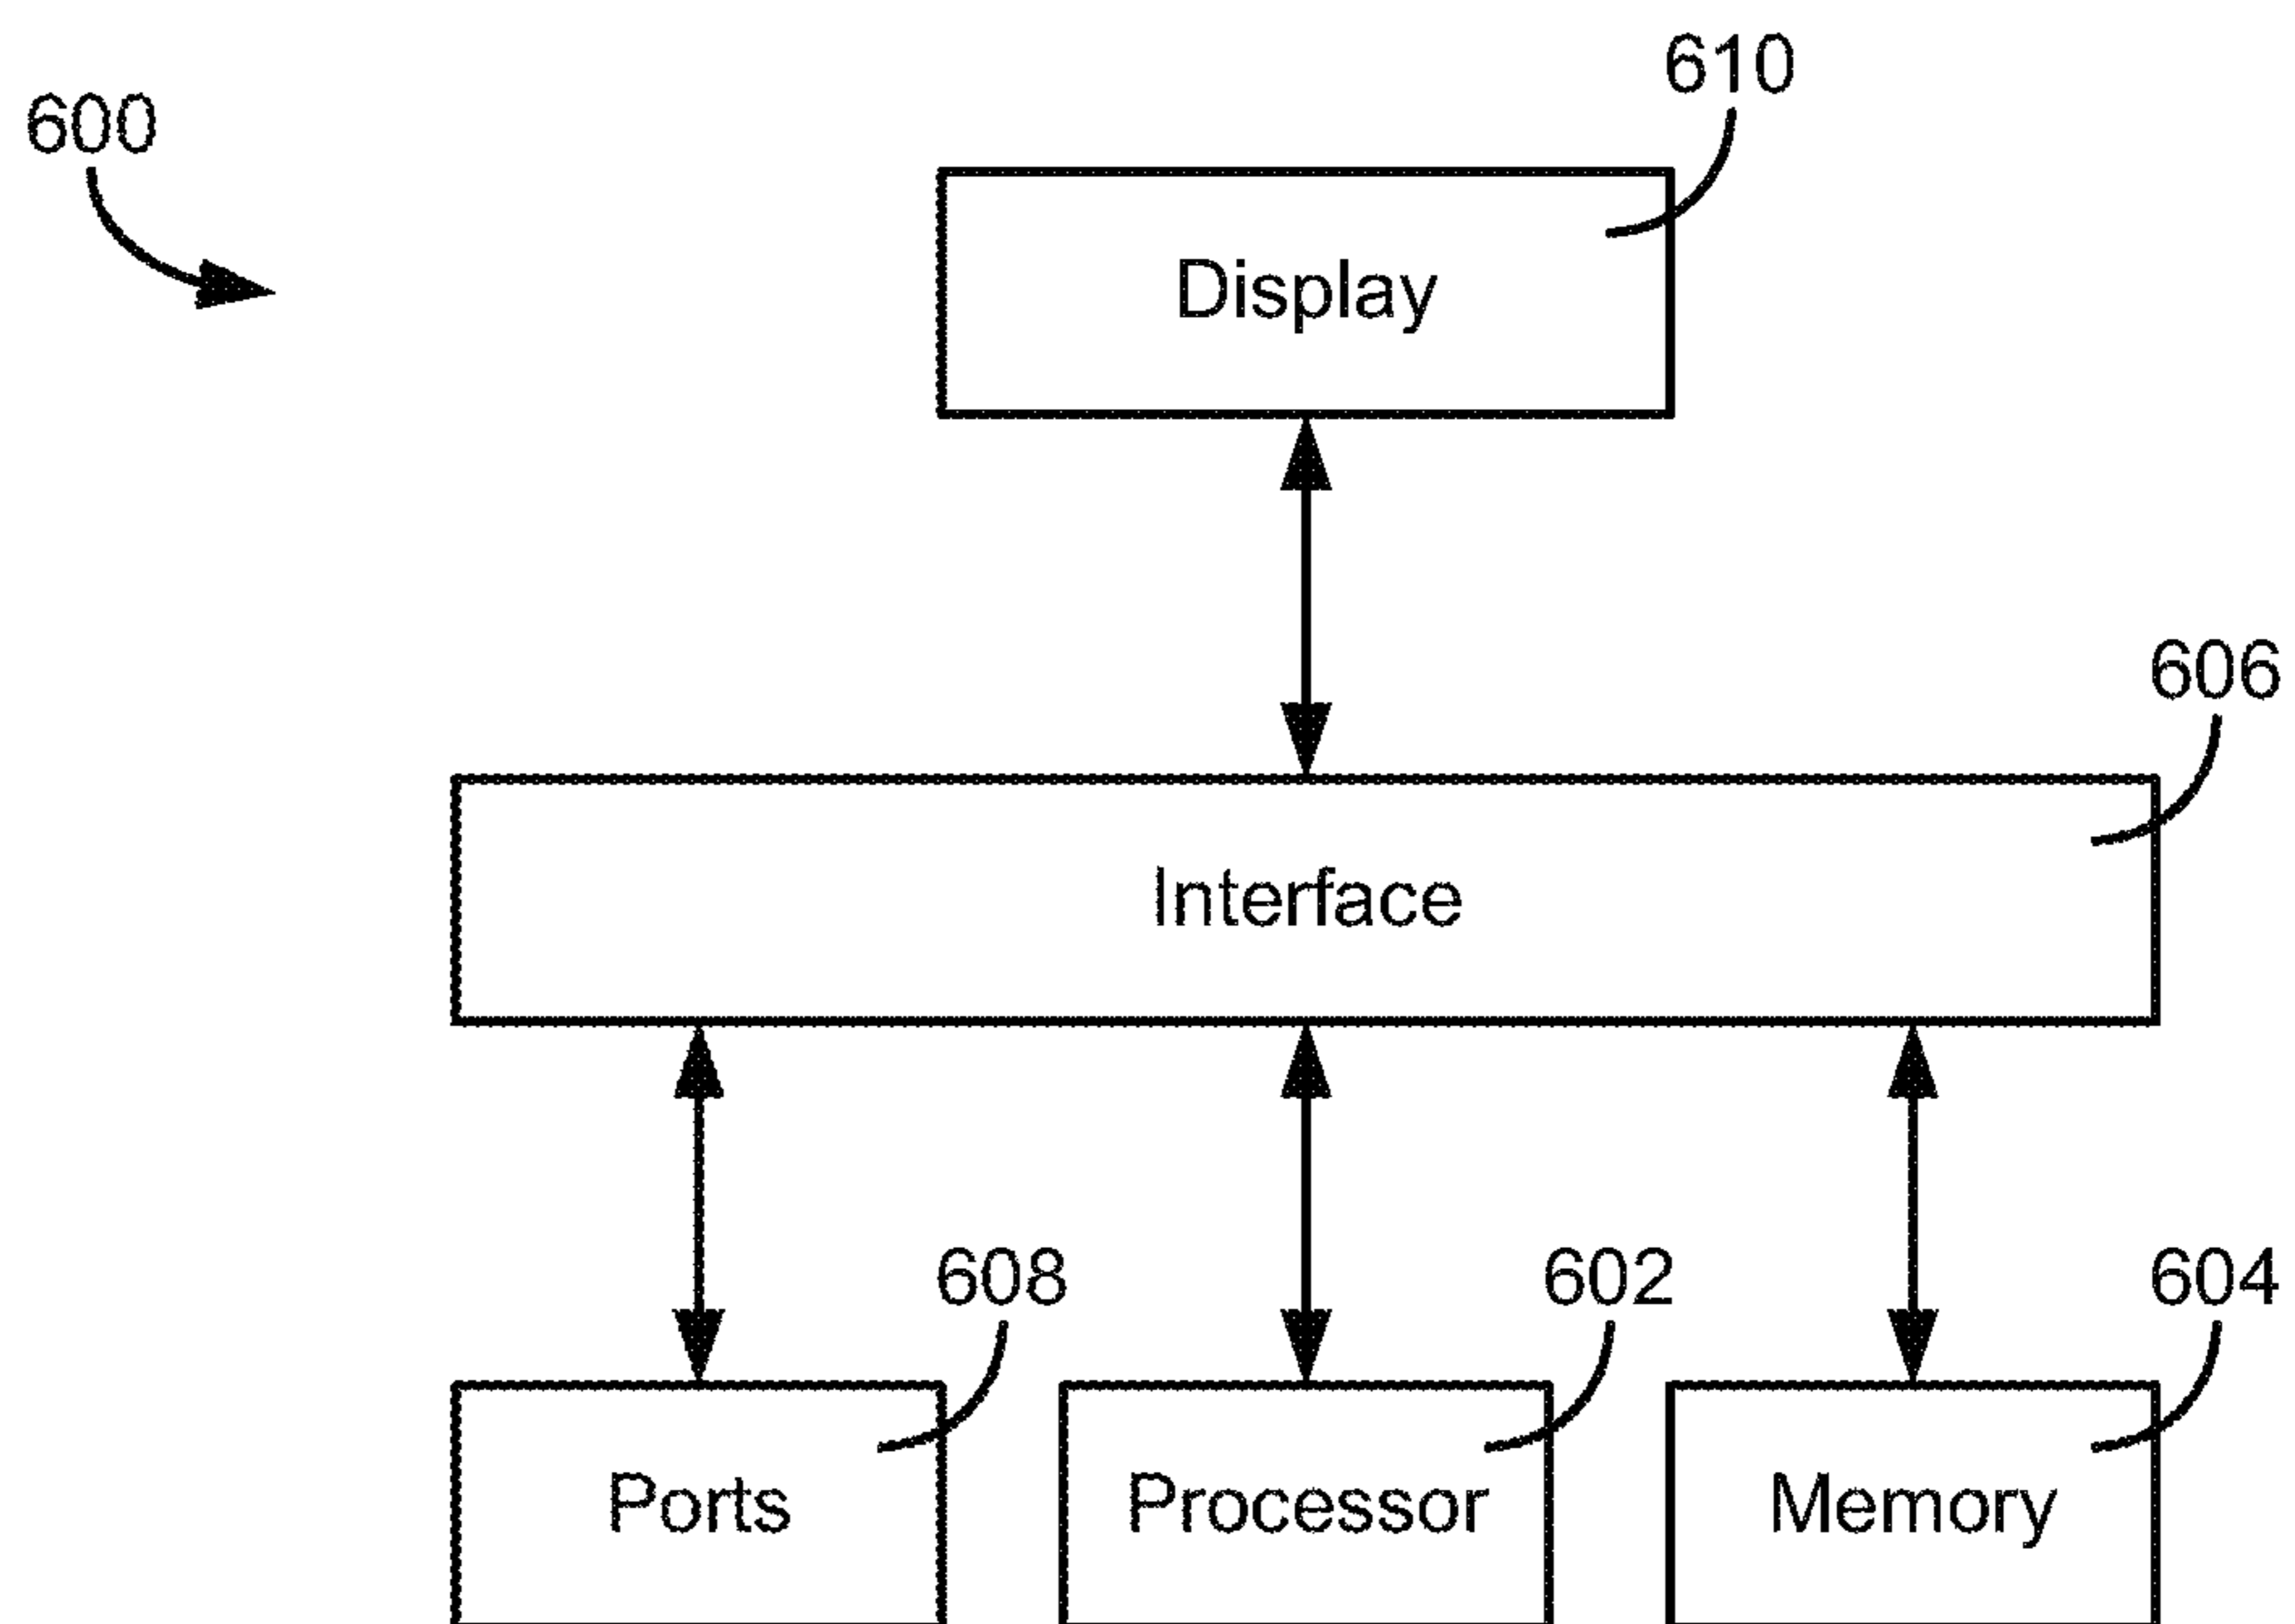 610
600
Display
606
Interface
608
602
604
Ports
Processor
Memory